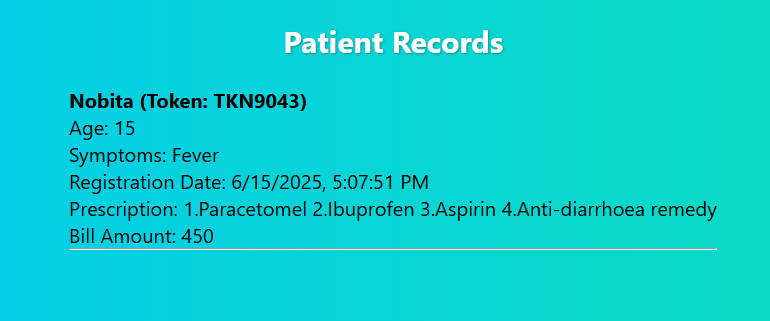 Patient Records
Nobita (Token: TKN9043)
Age: 15
Symptoms: Fever
Registration Date: 6/15/2025, 5:07:51 PM
Prescription: 1.Paracetomel 2.Ibuprofen 3.Aspirin 4.Anti-diarrhoea remedy
Bill Amount: 450